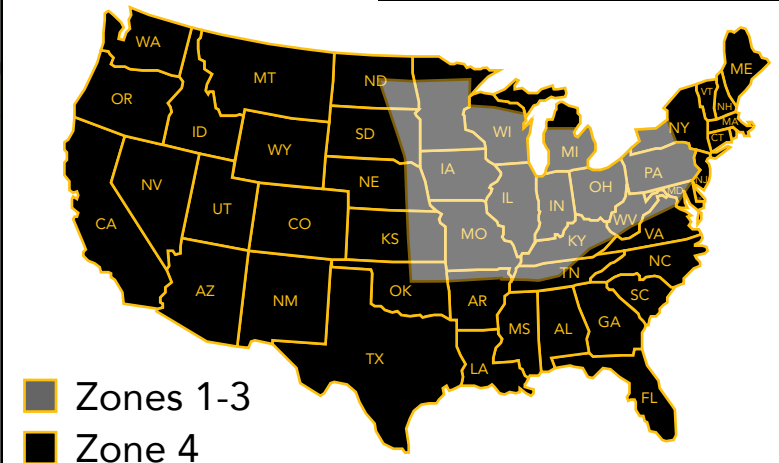 WA
ME
MT
ND
VT
OR
NH
MA
NY
WI
SD
ID
CT
WY
MI
IA
PA
NJ
NE
OH
NV
MD
IL
IN
UT
WV
CO
CA
MO
VA
KS
KY
NC
TN
AZ
OK
SC
NM
AR
GA
MS
AL
TX
LA
Zones 1-3
FL
Zone 4